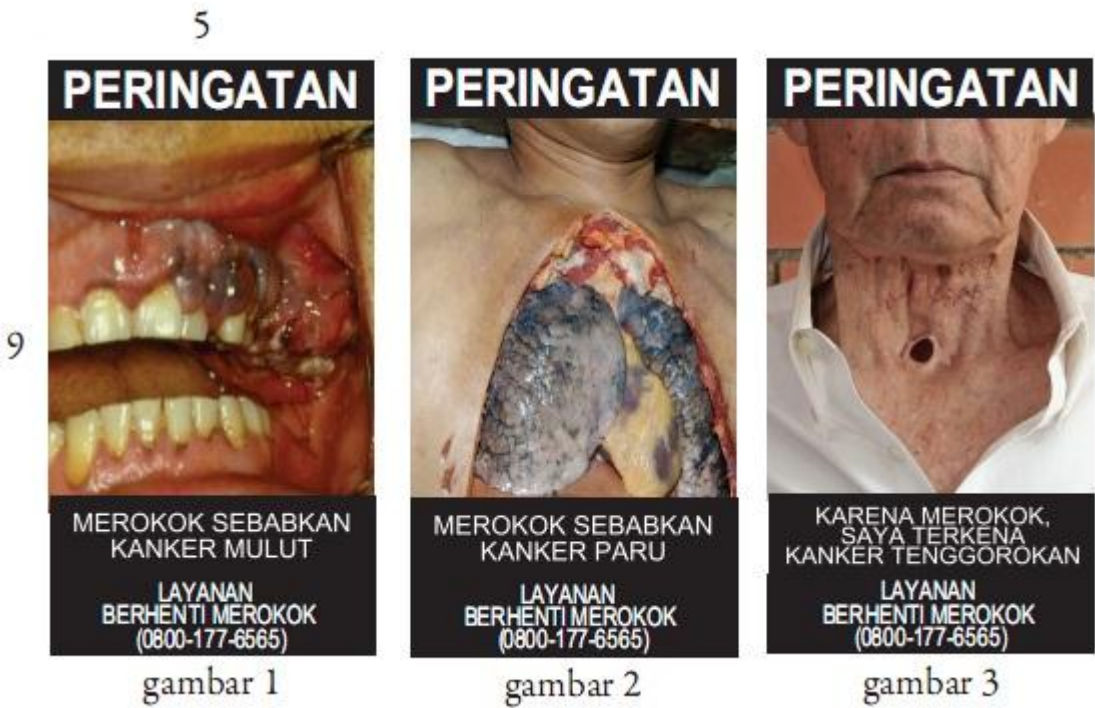 5
9
PERINGATAN
MEROKOK SEBABKAN
KANKER MULUT
LAYANAN
BERHENTI MEROKOK
(0800-177-6565)
gambar 1
PERINGATAN
MEROKOK SEBABKAN
KANKER PARU
LAYANAN
BERHENTI MEROKOK
(0800-177-6565)
gambar 2
PERINGATAN
KARENA MEROKOK,
SAYA TERKENA
KANKER TENGGOROKAN
LAYANAN
BERHENTI MEROKOK
(0800-177-6565)
gambar 3